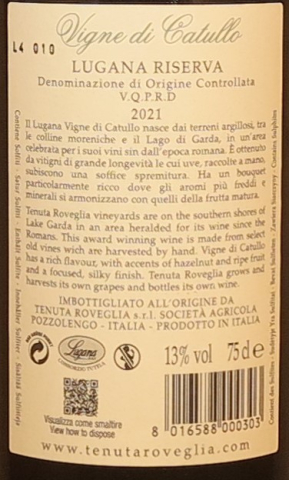 Vigne di Catullo
L4 010
LUGANA RISERVA
Denominazione di Origine Controllata
V.Q.P.R.D
2021
Il Lugana Vigne di Catullo nasce dai terreni argillosi, tra
le colline moreniche e il Lago di Garda, in un'area
celebrata per i suoi vini sin dall'epoca romana. È ottenuto
da vitigni di grande longevità le cui uve, raccolte a mano,
subiscono una soffice spremitura. Ha un bouquet
particolarmente ricco dove gli aromi più freddi e
minerali si armonizzano con quelli della frutta matura.
Tenuta Roveglia vineyards are on the southern shores of
Lake Garda in an area heralded for its wine since the
Romans. This award winning wine is made from select
old vines wich are harvested by hand. Vigne di Catullo
has a rich flavour, with accents of hazelnut and ripe fruit
and a focused, silky finish. Tenuta Roveglia grows and
harvests its own grapes and bottles its own wine.
IMBOTTIGLIATO ALL'ORIGINE DA
TENUTA ROVEGLIA s.r.l. SOCIETÀ AGRICOLA
POZZOLENGO - ITALIA - PRODOTTO IN ITALIA
Lugana
CONSORZIO TUTELA
13% vol 75 cl e
Visualizza come smaltire
View how to dispose
8 016588 000303
www.tenutaroveglia.com
Contiene Solfiti